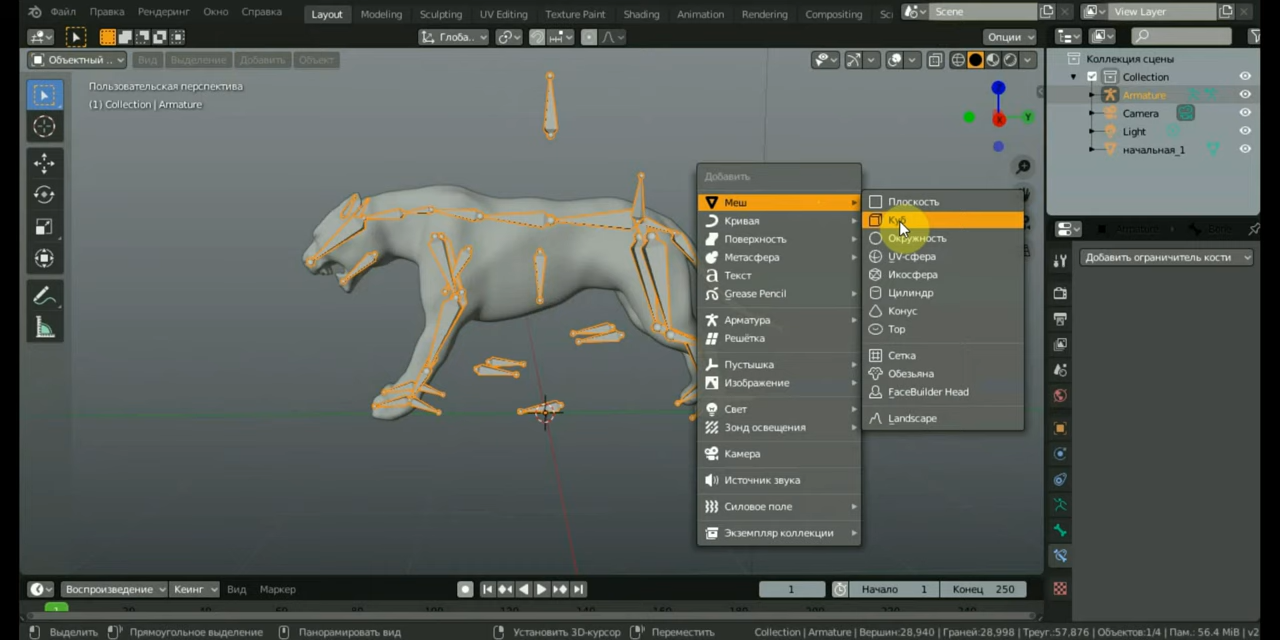 Файл Правка Рендеринг Окно Справка Layout Modeling Sculpting UV Editing Texture Paint Shading Animation Rendering Compositing Sc Scene View Layer
Глоба.. Опции
Объектный .. Вид Выделение Добавить Объект
Пользовательская перспектива
(1) Collection | Armature
X
Y
Коллекция сцены
Collection
Armature
Camera
Light
начальная_1
Добавить ограничитель кости
Добавить
Меш
Кривая
Поверхность
Метасфера
Текст
Grease Pencil
Арматура
Решётка
Пустышка
Изображение
Свет
Зонд освещения
Камера
Источник звука
Силовое поле
Экземпляр коллекции
Плоскость
Куб
Окружность
UV-сфера
Икосфера
Цилиндр
Конус
Тор
Сетка
Обезьяна
FaceBuilder Head
Landscape
Воспроизведение Кеинг Вид Маркер 1 Начало 1 Конец 250
Выделить Прямоугольное выделение Панорамировать вид Установить 3D-курсор Переместить Collection | Armature | Вершин:28,940 | Граней:28,998 | Треуг.:57,876 | Объектов:1/4 | Пам.: 56.4 MiB | v2